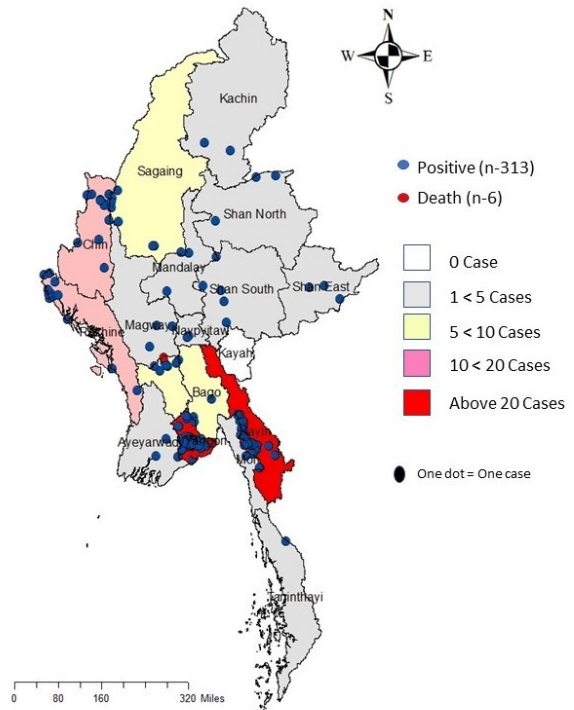 N
W E
S
Kachin
Positive (n-313)
Sagaing
Death (n-6)
Shan North
Chin
0 Case
Mandalay
Shan South
Shan East
1 < 5 Cases
Magway
Naypyitaw
5 < 10 Cases
Kayah
10 < 20 Cases
Bago
Above 20 Cases
Ayeyarwady
One dot = One case
0 80 160 320 Miles